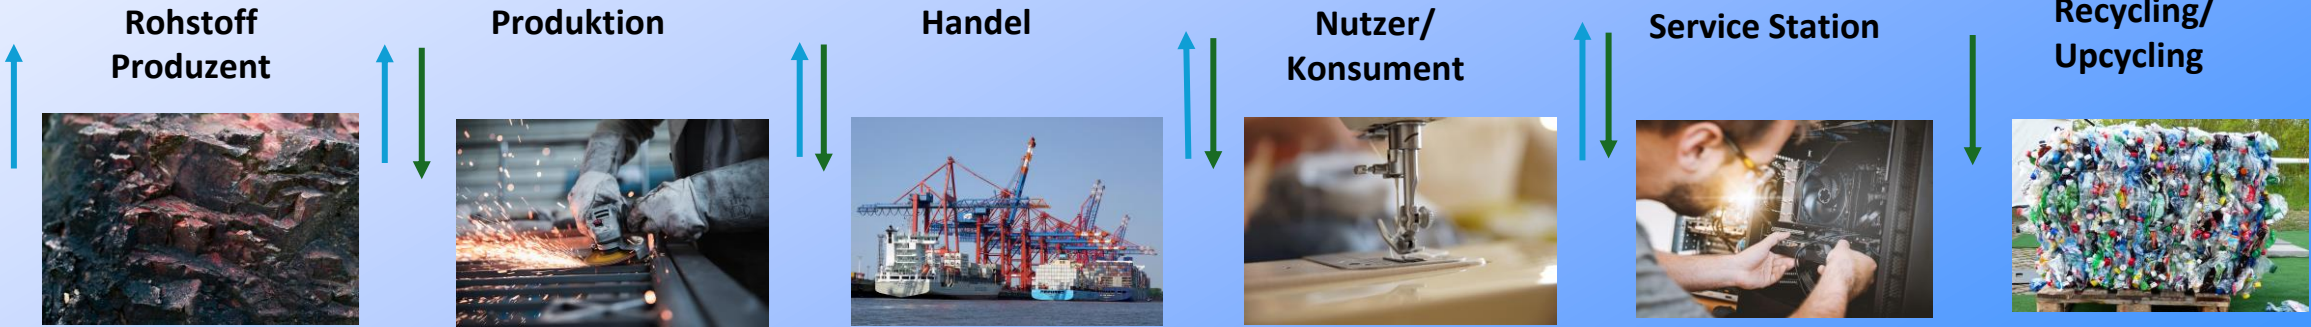 Rohstoff
Produzent
Produktion
Handel
Nutzer/
Konsument
Service Station
Recycling/
Upcycling